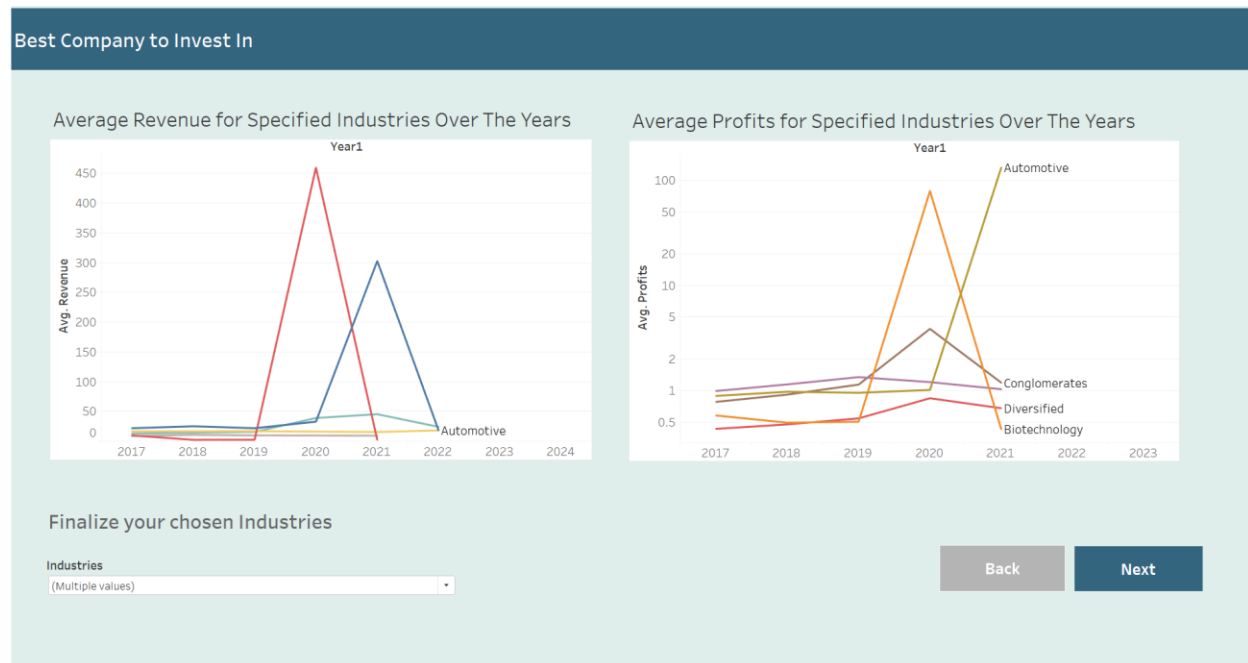 Best Company to Invest In
Average Revenue for Specified Industries Over The Years
Year1
Avg. Revenue
450
400
350
300
250
200
150
100
50
0
Automotive
2017 2018 2019 2020 2021 2022 2023 2024
Average Profits for Specified Industries Over The Years
Year1
Avg. Profits
100
50
20
10
5
2
1
0.5
Automotive
Conglomerates
Diversified
Biotechnology
2017 2018 2019 2020 2021 2022 2023
Finalize your chosen Industries
Industries
(Multiple values)
Back
Next